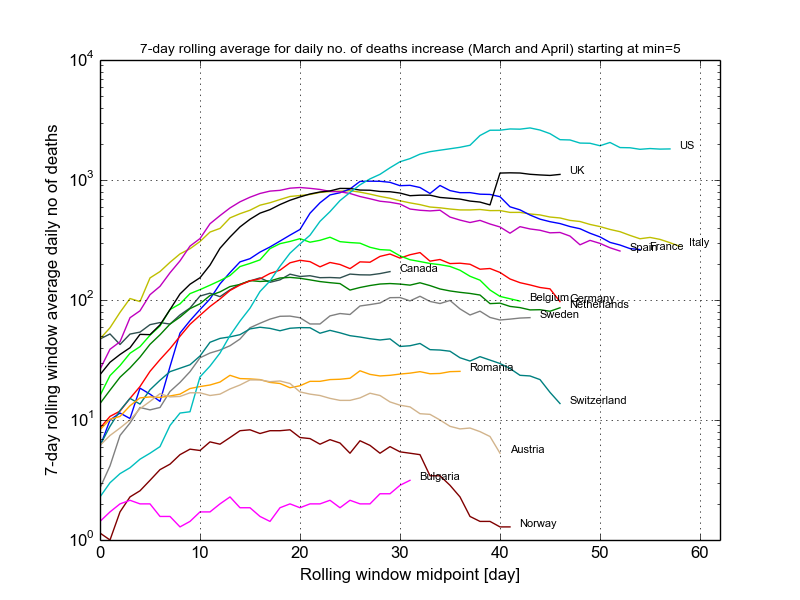 7-day rolling average for daily no. of deaths increase (March and April) starting at min=5
7-day rolling average daily no of deaths
10^4
10^3
10^2
10^1
10^0
US
UK
Italy
Spain
France
Canada
Belgium
Germany
Netherlands
Sweden
Romania
Switzerland
Austria
Bulgaria
Norway
0 10 20 30 40 50 60
Rolling window midpoint [day]